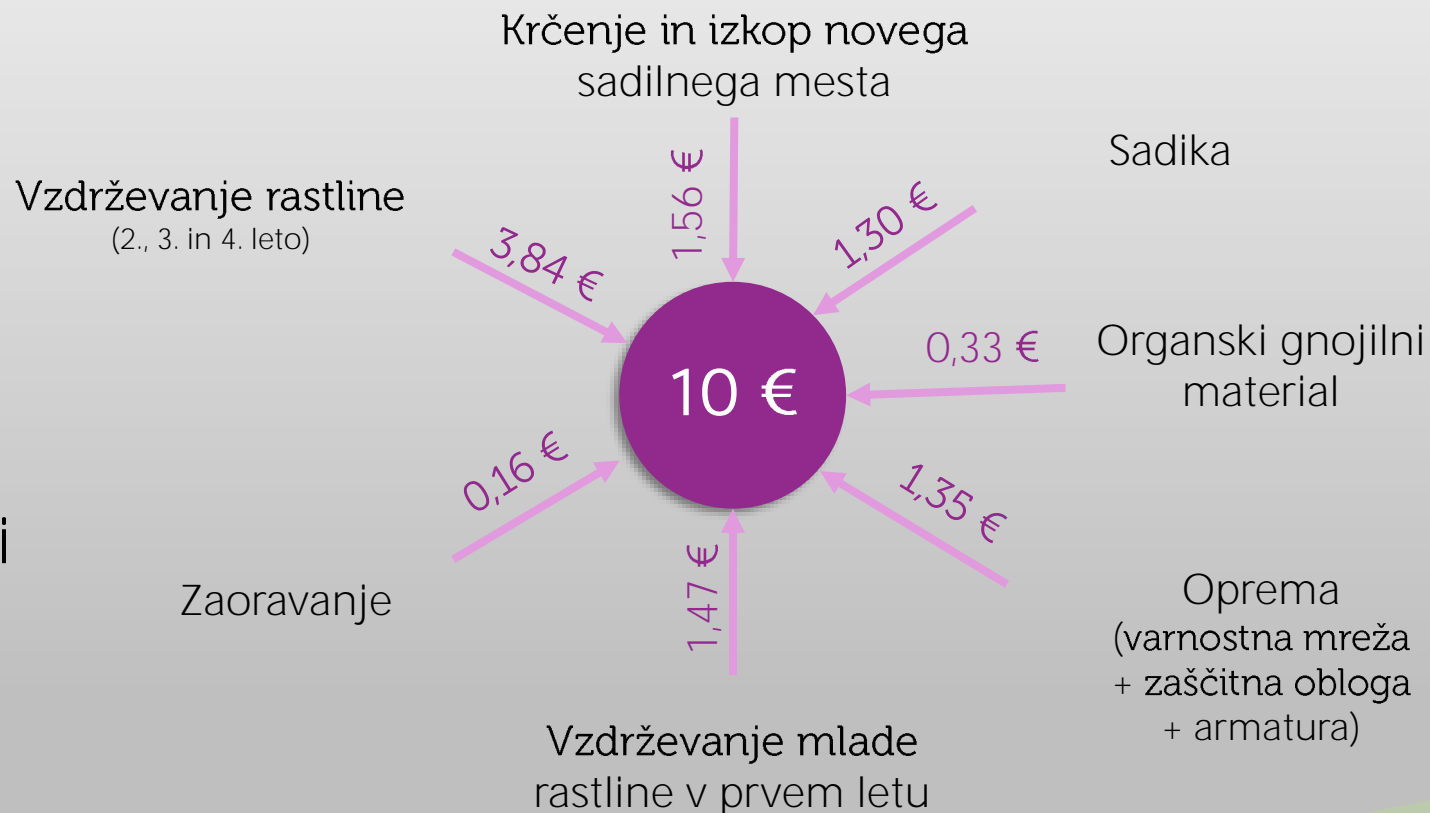 Krčenje in izkop novega
sadilnega mesta
1,56 €
Sadika
1,30 €
Vzdrževanje rastline
(2., 3. in 4. leto)
3,84 €
10 €
0,33 €
Organski gnojilni
material
0,16 €
Zaoravanje
i
1,47 €
1,35 €
Oprema
(varnostna mreža
+ zaščitna obloga
+ armatura)
Vzdrževanje mlade
rastline v prvem letu